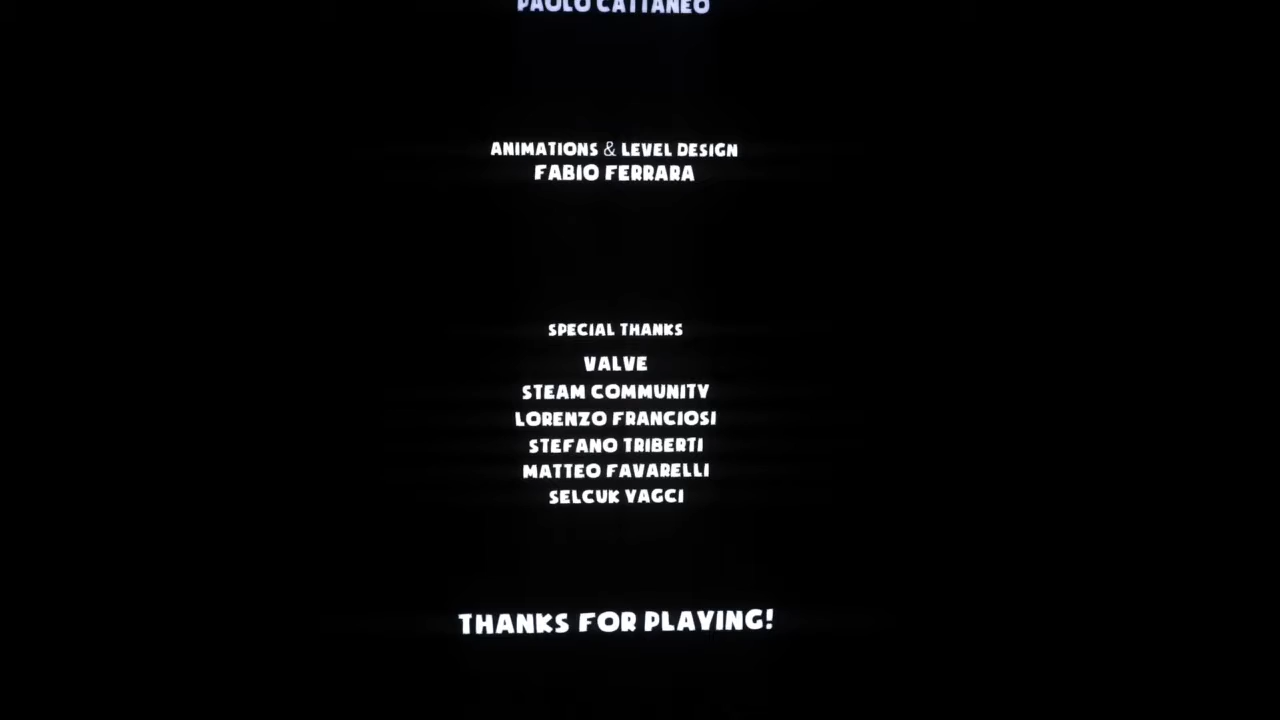 PAOLO CATTANEO
ANIMATIONS & LEVEL DESIGN
FABIO FERRARA
SPECIAL THANKS
VALVE
STEAM COMMUNITY
LORENZO FRANCIOSI
STEFANO TRIBERTI
MATTEO FAVARELLI
SELCUK YAGCI
THANKS FOR PLAYING!